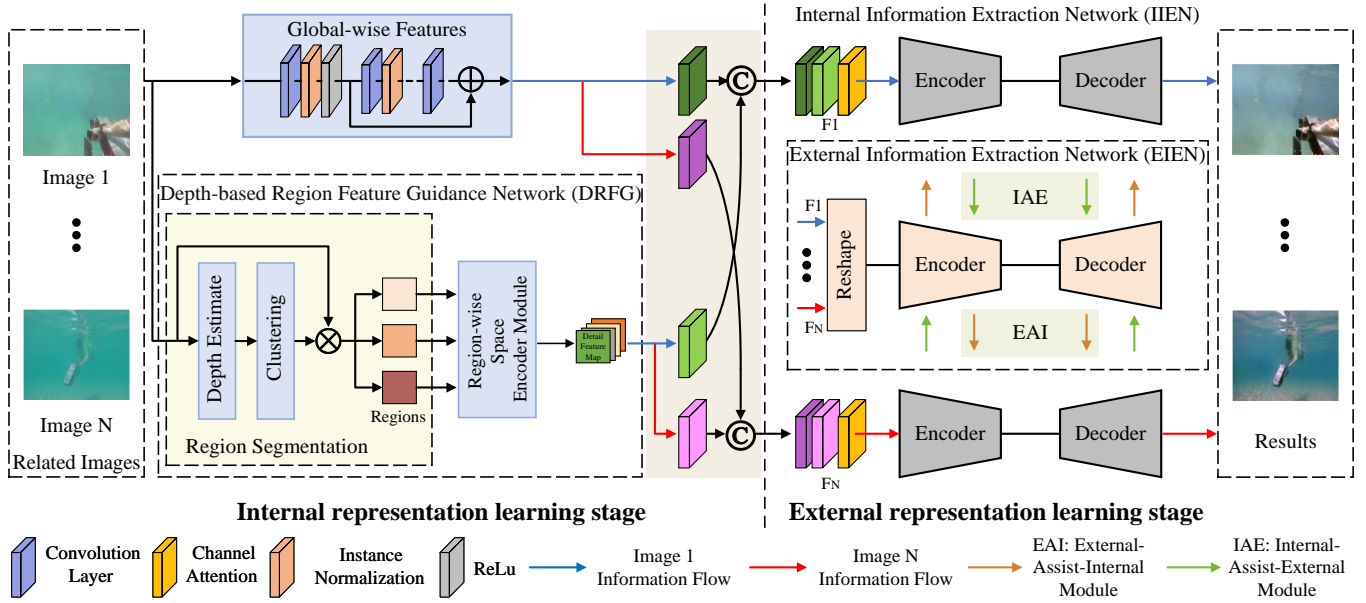 Internal Information Extraction Network (IIEN)
Global-wise Features
Image 1
Image N
Related Images
Depth-based Region Feature Guidance Network (DRFG)
Depth Estimate
Clustering
Regions
Region Segmentation
Region-wise
Space
Encoder Module
Detail
Feature
Map
C
C
F1
Encoder
Decoder
External Information Extraction Network (EIEN)
F1
FN
Reshape
IAE
Encoder
Decoder
EAI
FN
Encoder
Decoder
Results
Internal representation learning stage
External representation learning stage
Convolution
Layer
Channel
Attention
Instance
Normalization
ReLu
Image 1
Information Flow
Image N
Information Flow
EAI: External-
Assist-Internal
Module
IAE: Internal-
Assist-External
Module